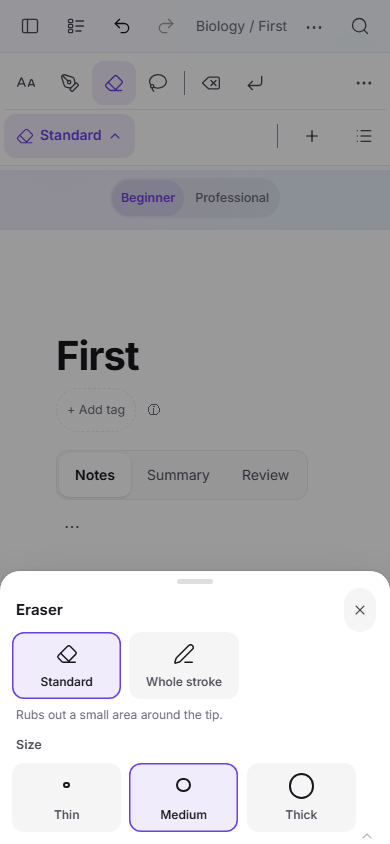 Biology / First
AA
Standard
Beginner Professional
First
+ Add tag
Notes Summary Review
...
Eraser
Standard Whole stroke
Rubs out a small area around the tip.
Size
Thin Medium Thick